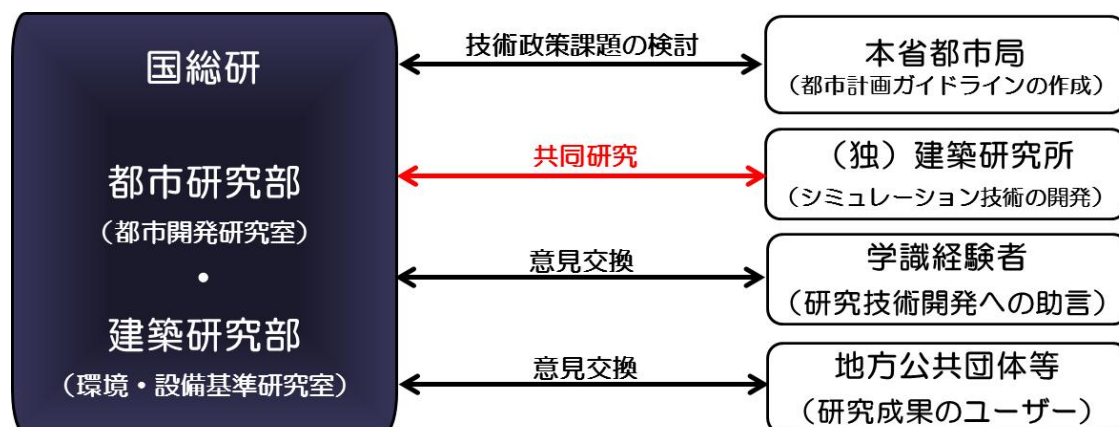 国総研
都市研究部
（都市開発研究室）
・
建築研究部
（環境・設備基準研究室）
技術政策課題の検討
本省都市局
（都市計画ガイドラインの作成）
共同研究
（独）建築研究所
（シミュレーション技術の開発）
意見交換
学識経験者
（研究技術開発への助言）
意見交換
地方公共団体等
（研究成果のユーザー）